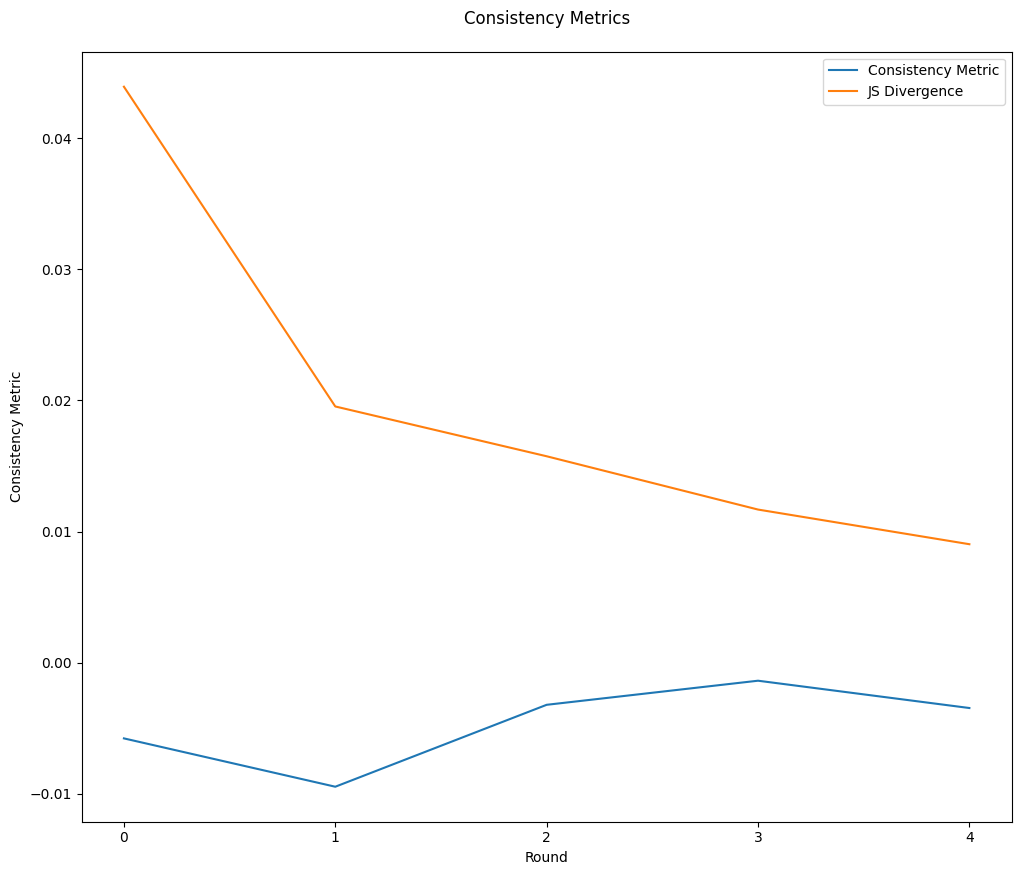 Consistency Metrics
Consistency Metric
JS Divergence
0.04
0.03
0.02
0.01
0.00
−0.01
Consistency Metric
0
1
2
3
4
Round